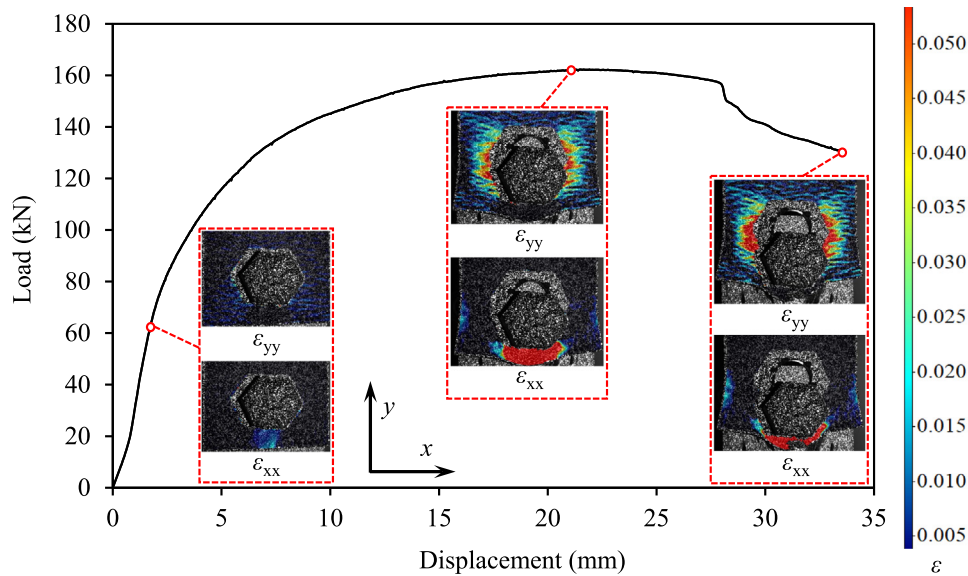 180
160
140
120
100
80
60
40
20
0
Load (kN)
0 5 10 15 20 25 30 35
Displacement (mm)
εyy
εxx
εyy
εxx
εyy
εxx
y
x
0.050
0.045
0.040
0.035
0.030
0.025
0.020
0.015
0.010
0.005
ε